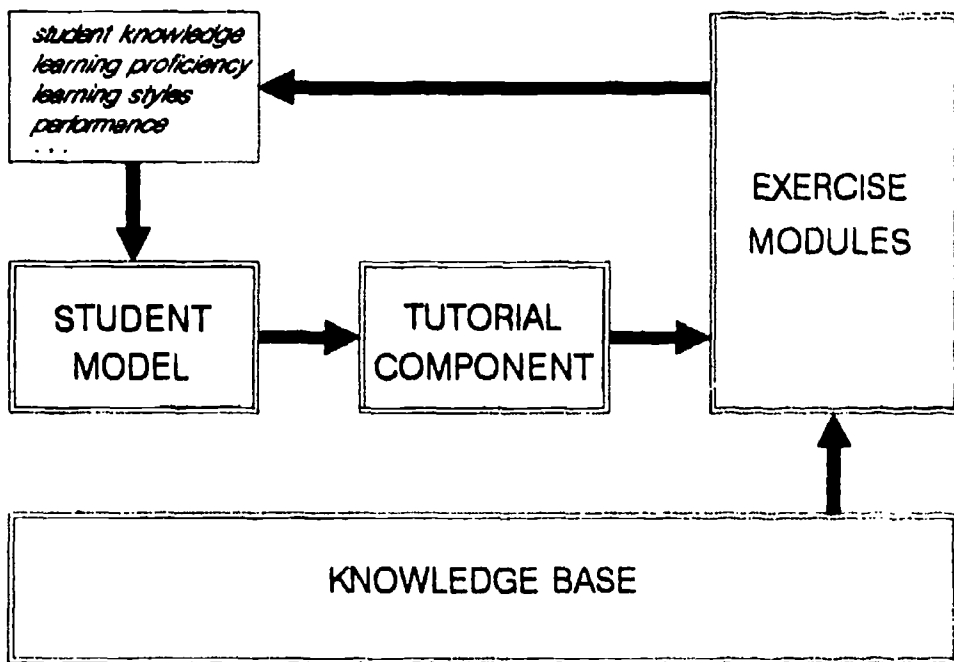 student knowledge
learning proficiency
learning styles
performance
. . .
EXERCISE
MODULES
STUDENT
MODEL
TUTORIAL
COMPONENT
KNOWLEDGE BASE